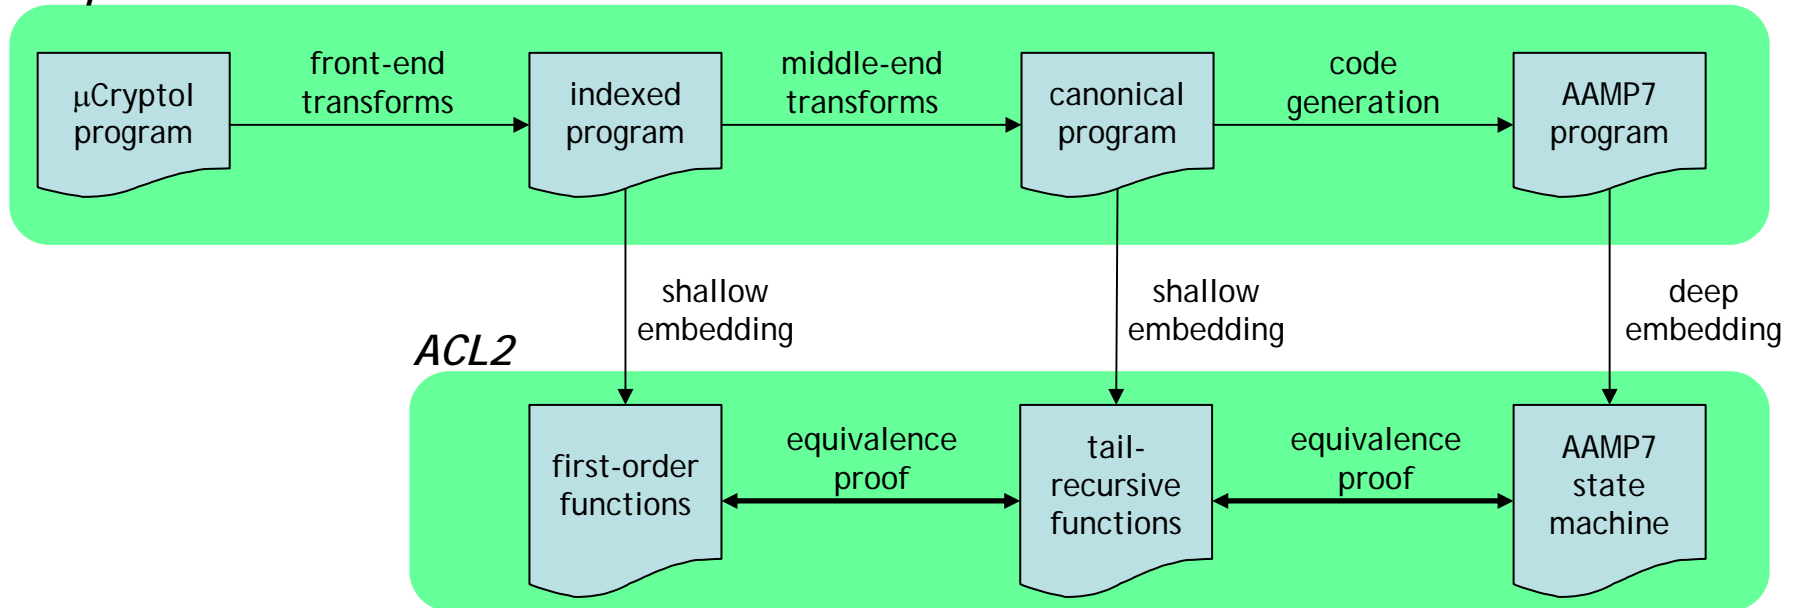 μCryptol
program
front-end
transforms
indexed
program
middle-end
transforms
canonical
program
code
generation
AAMP7
program
shallow
embedding
shallow
embedding
deep
embedding
ACL2
first-order
functions
equivalence
proof
tail-
recursive
functions
equivalence
proof
AAMP7
state
machine